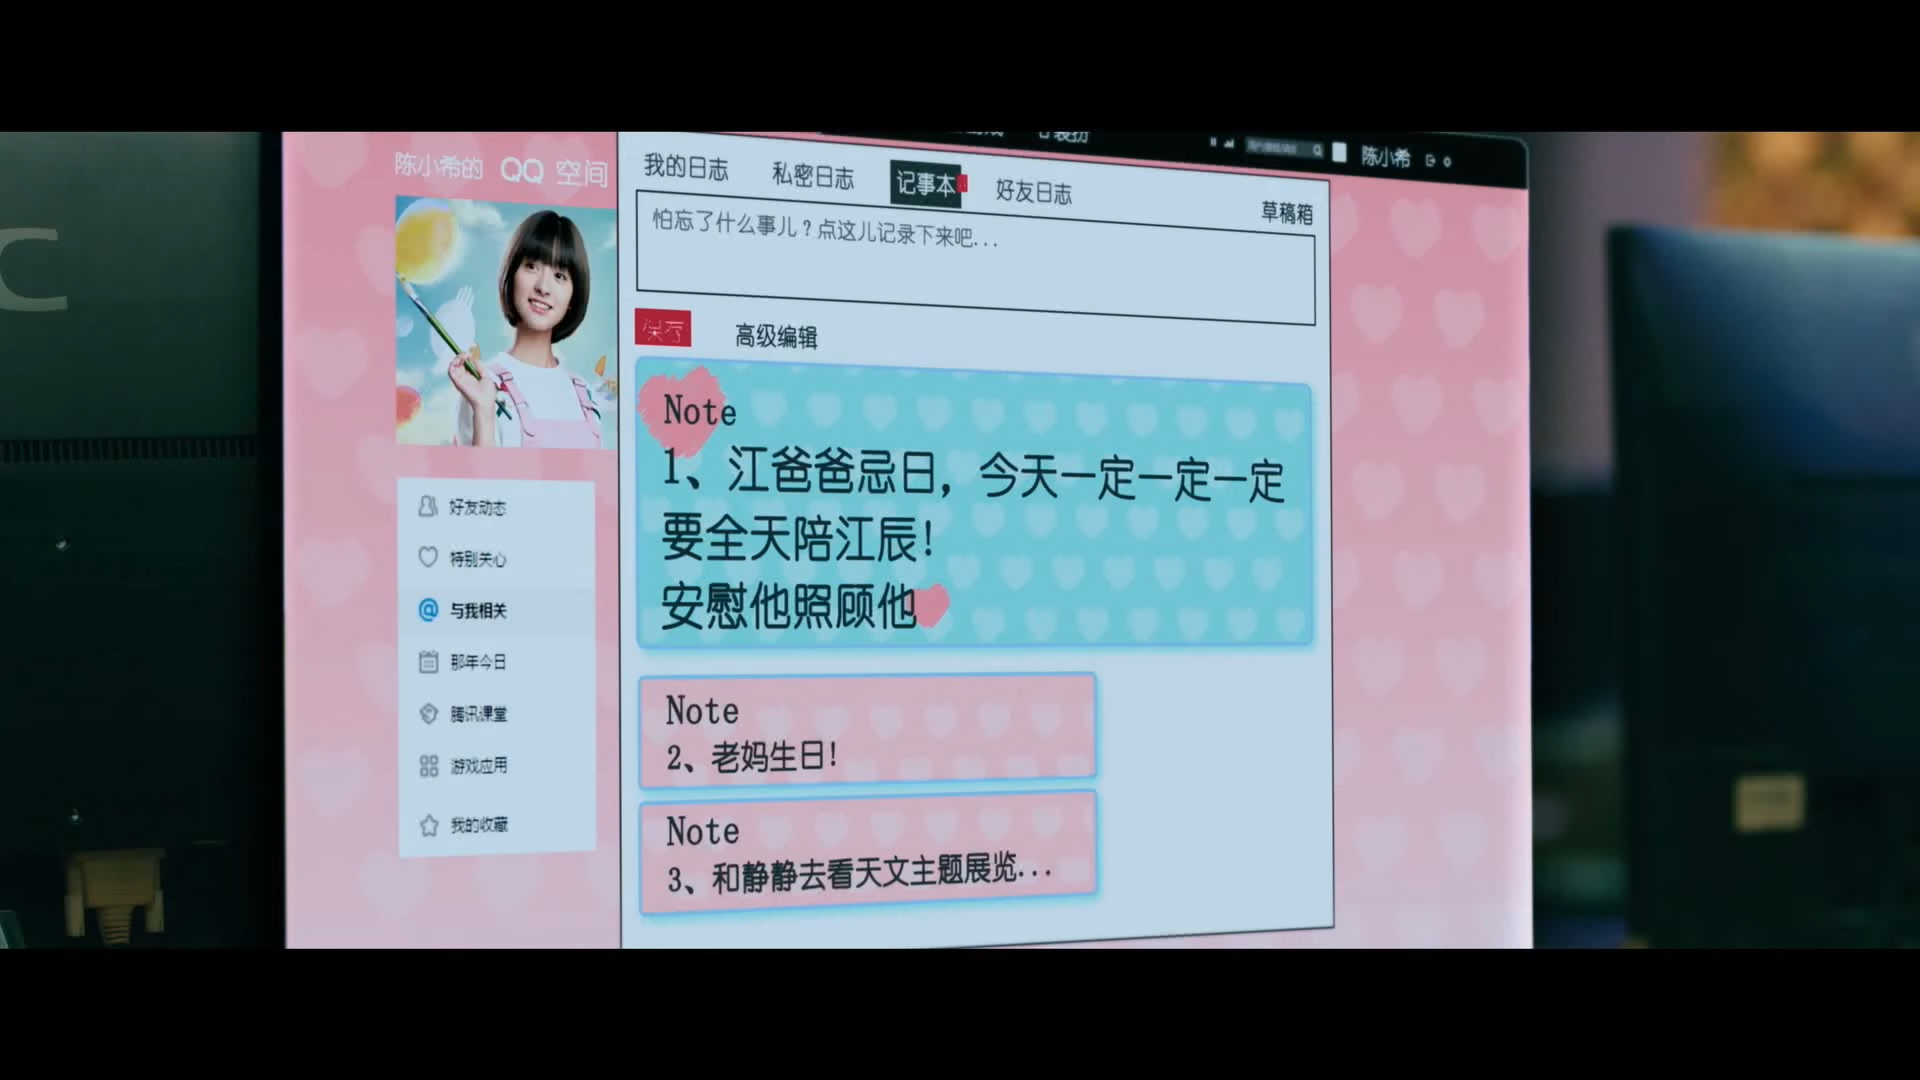 陈小希的 QQ 空间
陈小希
我的日志 私密日志 记事本 好友日志
草稿箱
怕忘了什么事儿？点这儿记录下来吧...
保存 高级编辑
Note
1、江爸爸忌日，今天一定一定一定
要全天陪江辰！
安慰他照顾他
Note
2、老妈生日！
Note
3、和静静去看天文主题展览...
好友动态
特别关心
与我相关
那年今日
腾讯课堂
游戏应用
我的收藏
C